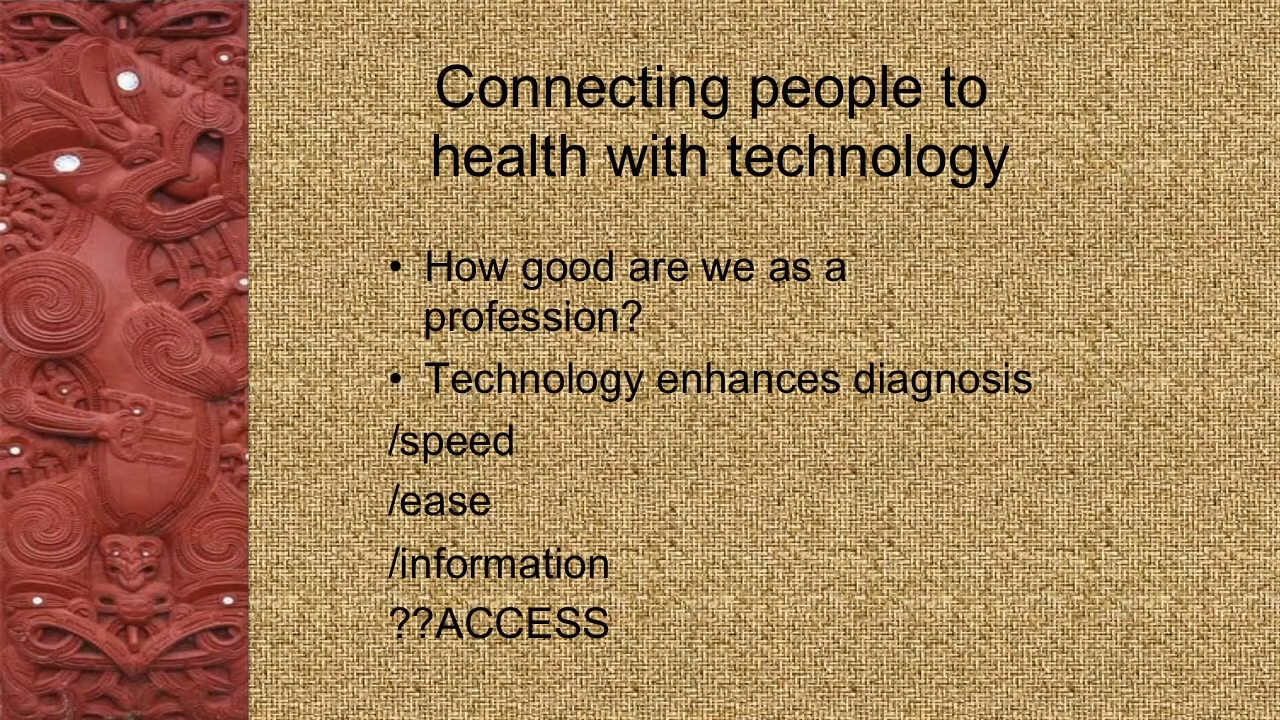 Connecting people to
health with technology
• How good are we as a
profession?
• Technology enhances diagnosis
/speed
/ease
/information
??ACCESS